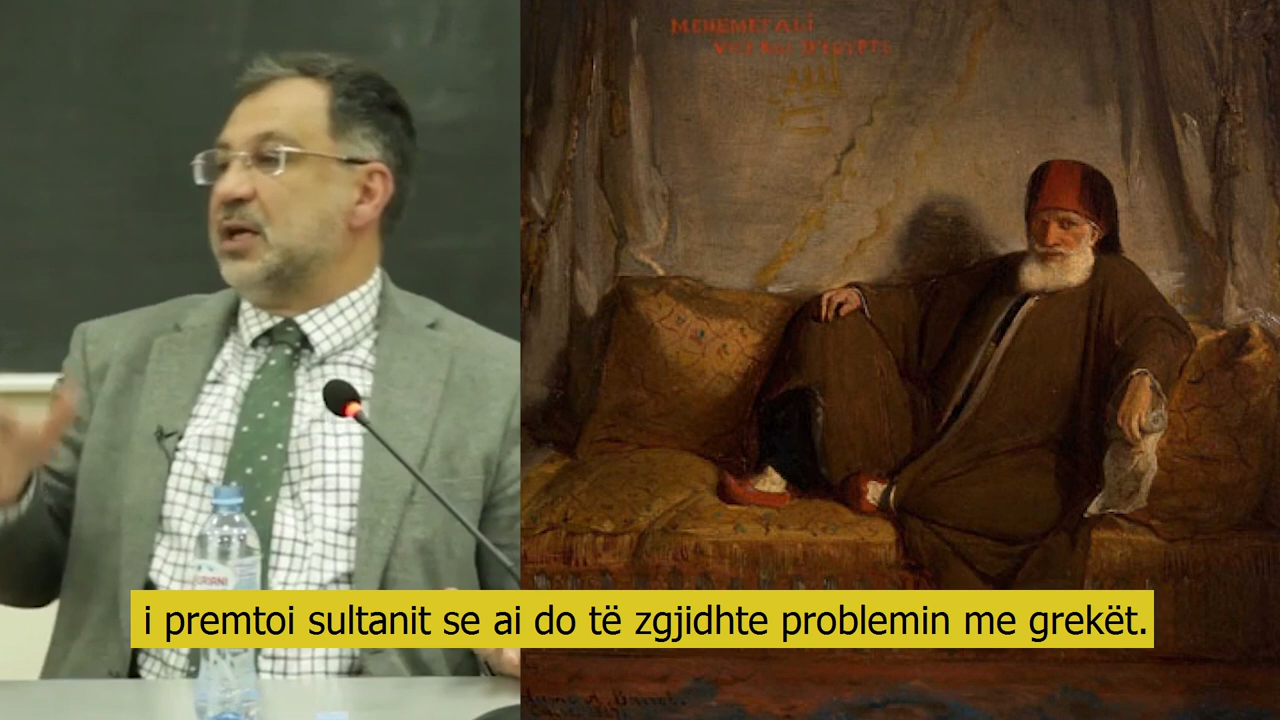 MEHEMET ALI
VICE ROI D'EGYPTE
i premtoi sultanit se ai do të zgjidhte problemin me grekët.